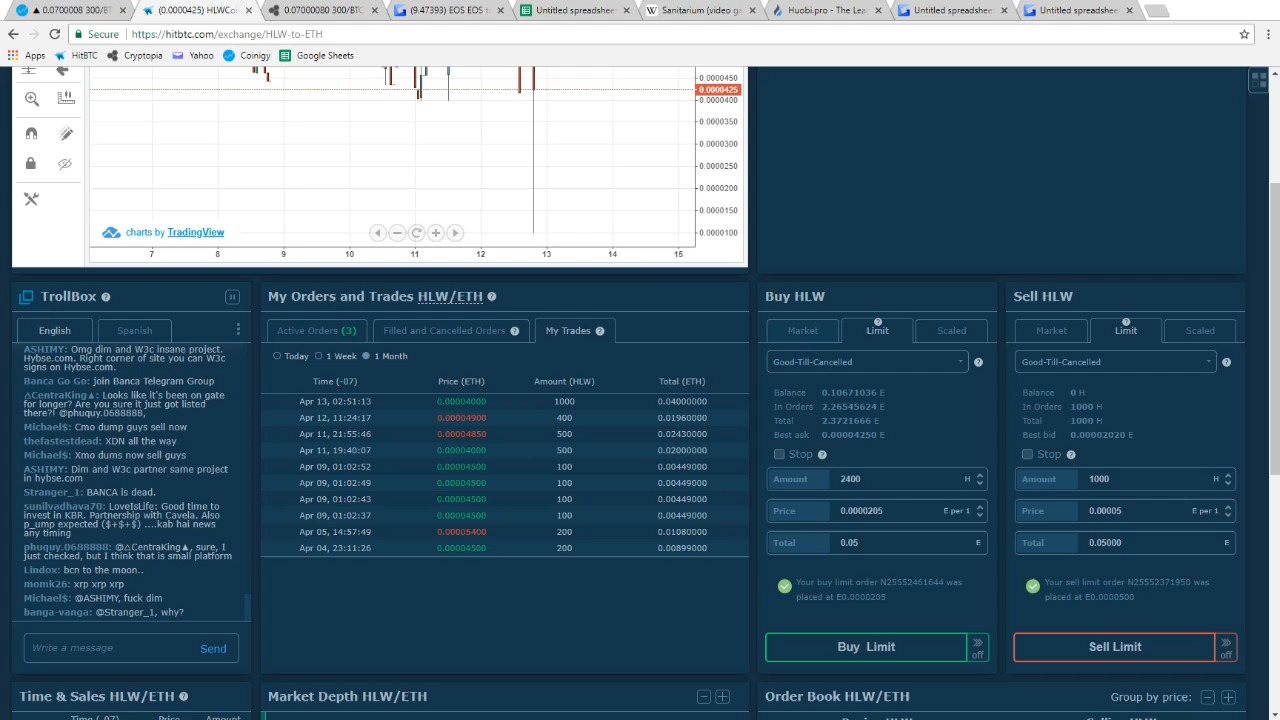 ▲ 0.0700008 300/BT
(0.0000425) HLWCo
0.07000080 300/BTC
(9.47393) EOS EOS t
Untitled spreadshee
Sanitarium (video ga
Huobi.pro - The Lea
Untitled spreadshee
Untitled spreadshee
Secure
https://hitbtc.com/exchange/HLW-to-ETH
Apps
HitBTC
Cryptopia
Yahoo
Coinigy
Google Sheets
0.0000450
0.0000425
0.0000400
0.0000350
0.0000300
0.0000250
0.0000200
0.0000150
0.0000100
charts by TradingView
7 8 9 10 11 12 13 14 15
TrollBox
English Spanish
ASHIMY: Omg dim and W3c insane project.
Hybse.com. Right corner of site you can W3c
signs on Hybse.com.
Banca Go Go: join Banca Telegram Group
△CentraKing▲: Looks like it's been on gate
for longer? Are you sure it just got listed
there?! @phuquy.0688888,
Michael$: Cmo dump guys sell now
thefastestdead: XDN all the way
Michael$: Xmo dums now sell guys
ASHIMY: Dim and W3c partner same project
in hybse.com
Stranger_1: BANCA is dead.
sunilvadhava70: LoveIsLife: Good time to
invest in KBR. Partnership with Cavela. Also
p_ump expected ($+$+$) ....kab hai news
any timing
phuquy.0688888: @△CentraKing▲, sure, I
just checked, but I think that is small platform
Lindox: bcn to the moon..
momk26: xrp xrp xrp
Michael$: @ASHIMY, fuck dim
banga-vanga: @Stranger_1, why?
Write a message
Send
Time & Sales HLW/ETH
Time (-07) Price Amount
My Orders and Trades HLW/ETH
Active Orders (3) Filled and Cancelled Orders My Trades
Today 1 Week 1 Month
Time (-07) Price (ETH) Amount (HLW) Total (ETH)
Apr 13, 02:51:13 0.00004000 1000 0.04000000
Apr 12, 11:24:17 0.00004900 400 0.01960000
Apr 11, 21:55:46 0.00004850 500 0.02430000
Apr 11, 19:40:07 0.00004000 500 0.02000000
Apr 09, 01:02:52 0.00004500 100 0.00449000
Apr 09, 01:02:49 0.00004500 100 0.00449000
Apr 09, 01:02:43 0.00004500 100 0.00449000
Apr 09, 01:02:37 0.00004500 100 0.00449000
Apr 05, 14:57:49 0.00005400 200 0.01080000
Apr 04, 23:11:26 0.00004500 200 0.00899000
Market Depth HLW/ETH
Buy HLW
Market Limit Scaled
Good-Till-Cancelled
Balance 0.10671036 E
In Orders 2.26545624 E
Total 2.3721666 E
Best ask 0.00004250 E
Stop
Amount 2400 H
Price 0.0000205 E per 1
Total 0.05 E
Your buy limit order N25552461644 was
placed at E0.0000205
Buy Limit
off
Sell HLW
Market Limit Scaled
Good-Till-Cancelled
Balance 0 H
In Orders 1000 H
Total 1000 H
Best bid 0.00002020 E
Stop
Amount 1000 H
Price 0.00005 E per 1
Total 0.05000 E
Your sell limit order N25552371950 was
placed at E0.0000500
Sell Limit
off
Order Book HLW/ETH
Group by price: